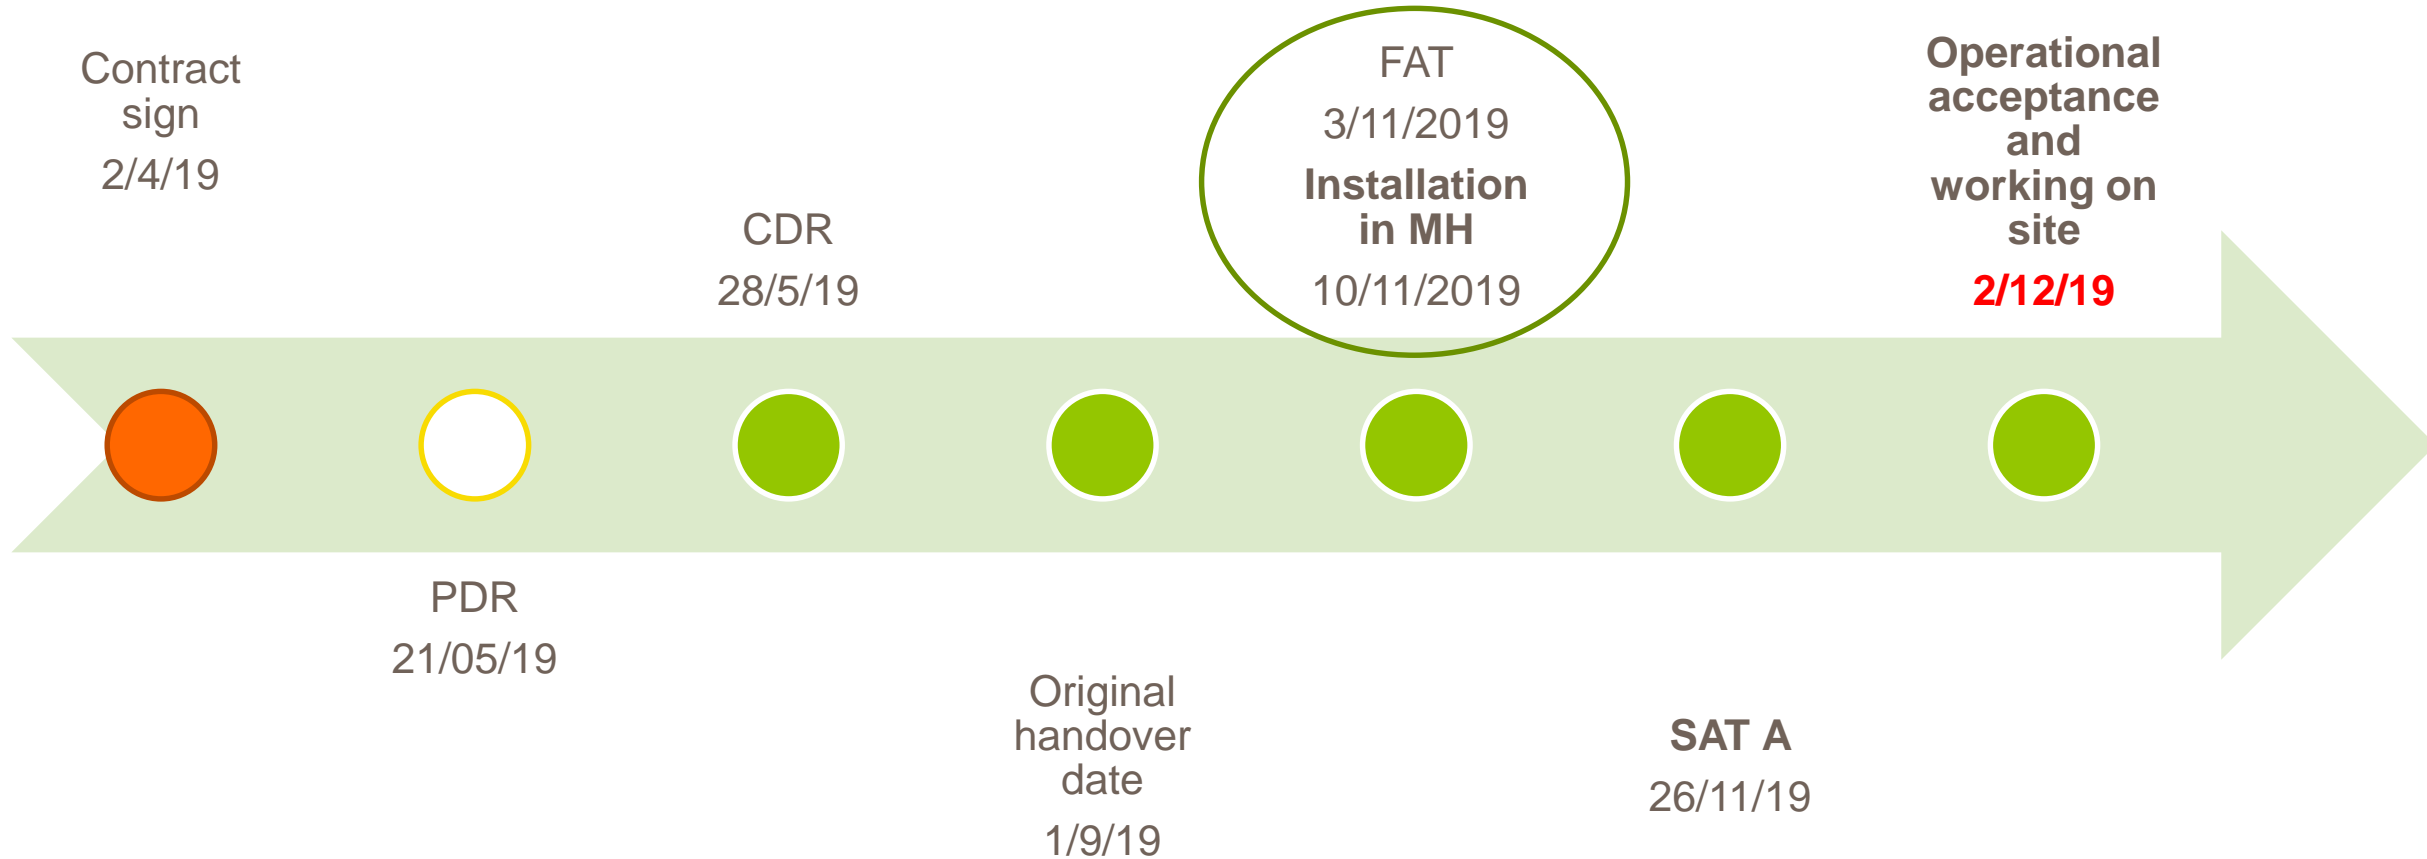 Contract
sign
2/4/19
PDR
21/05/19
CDR
28/5/19
Original
handover
date
1/9/19
FAT
3/11/2019
Installation
in MH
10/11/2019
SAT A
26/11/19
Operational
acceptance
and
working on
site
2/12/19